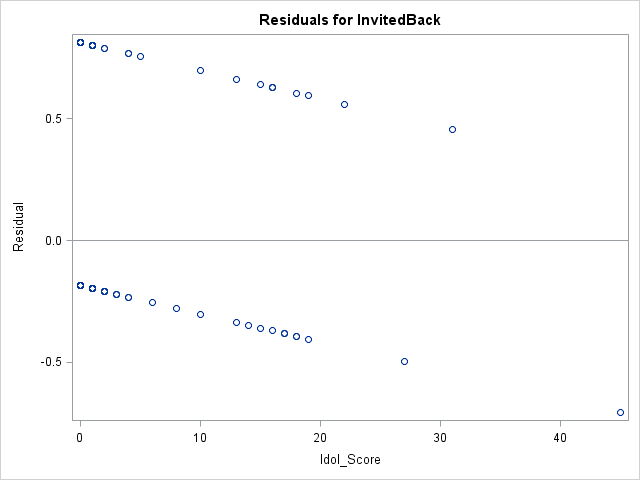 Residuals for InvitedBack
Residual
0.5
0.0
-0.5
0 10 20 30 40
Idol_Score